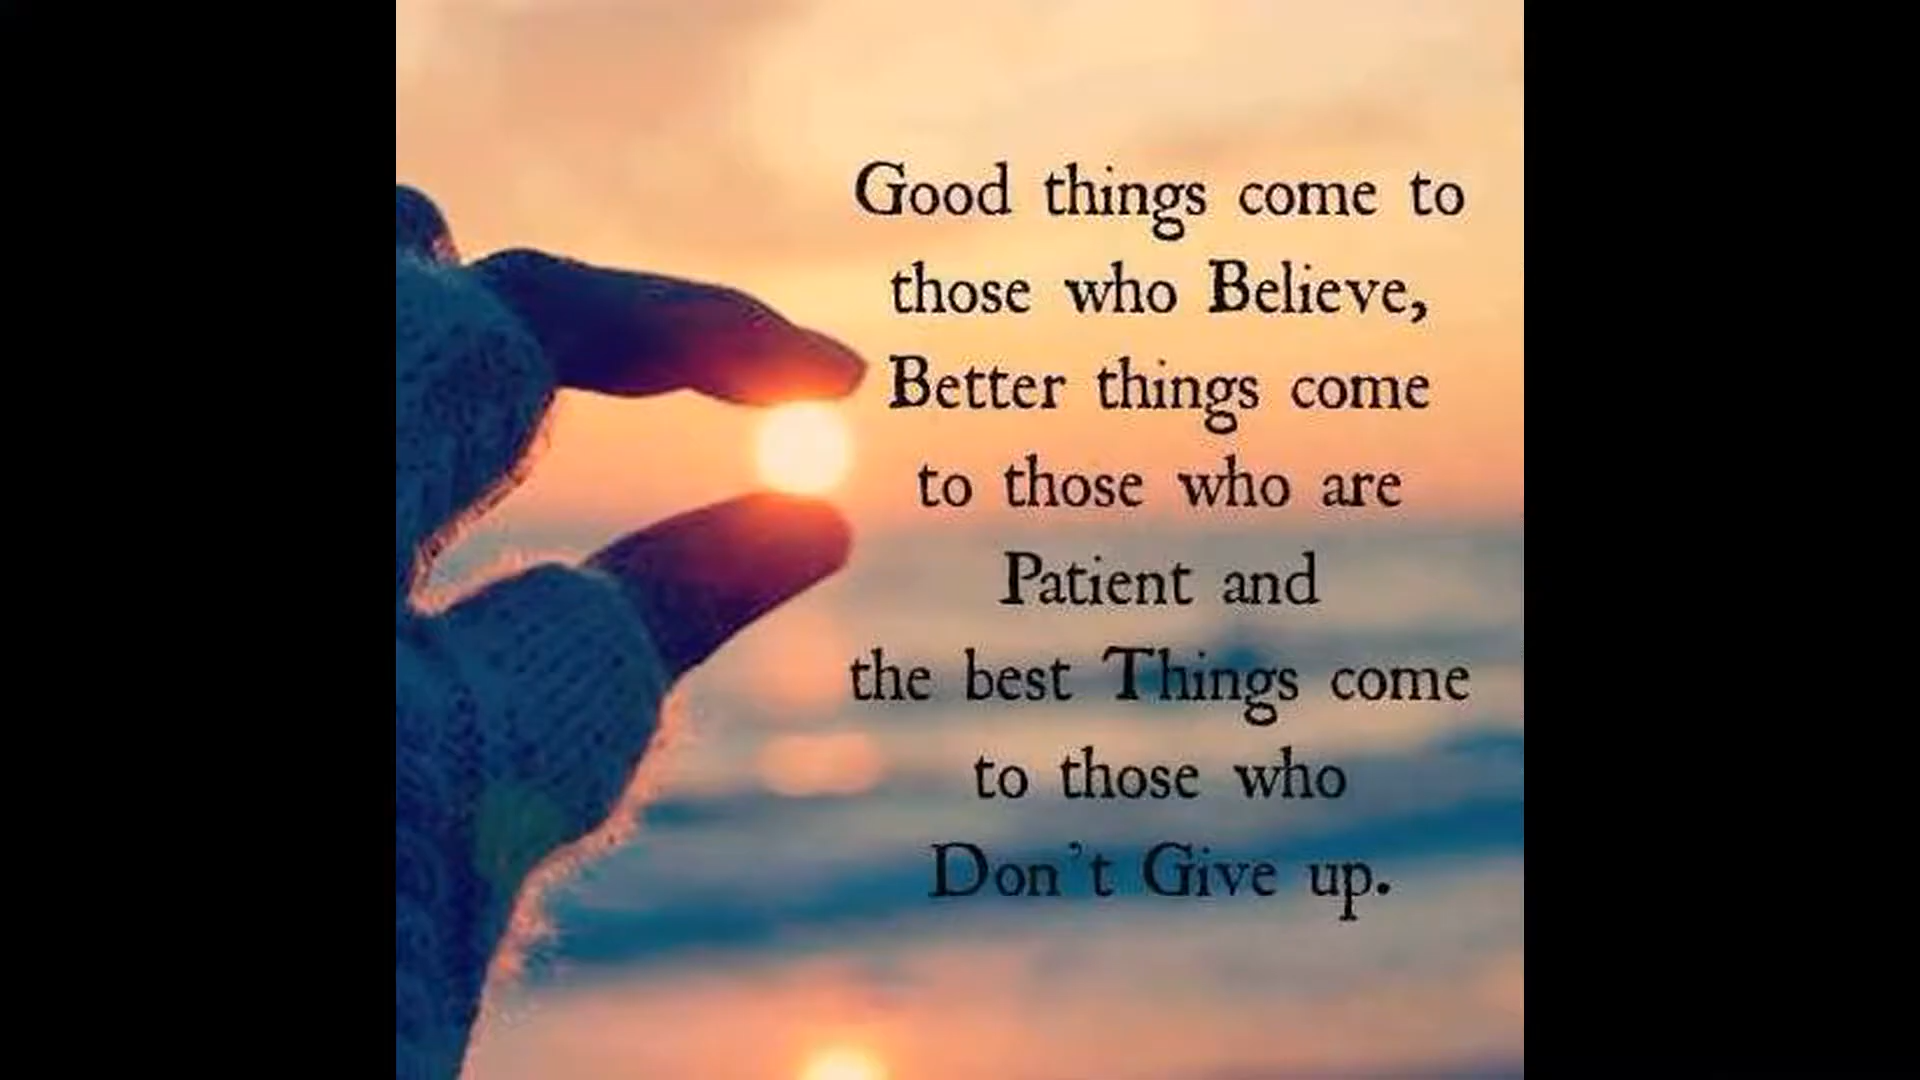 Good things come to
those who Believe,
Better things come
to those who are
Patient and
the best Things come
to those who
Don't Give up.